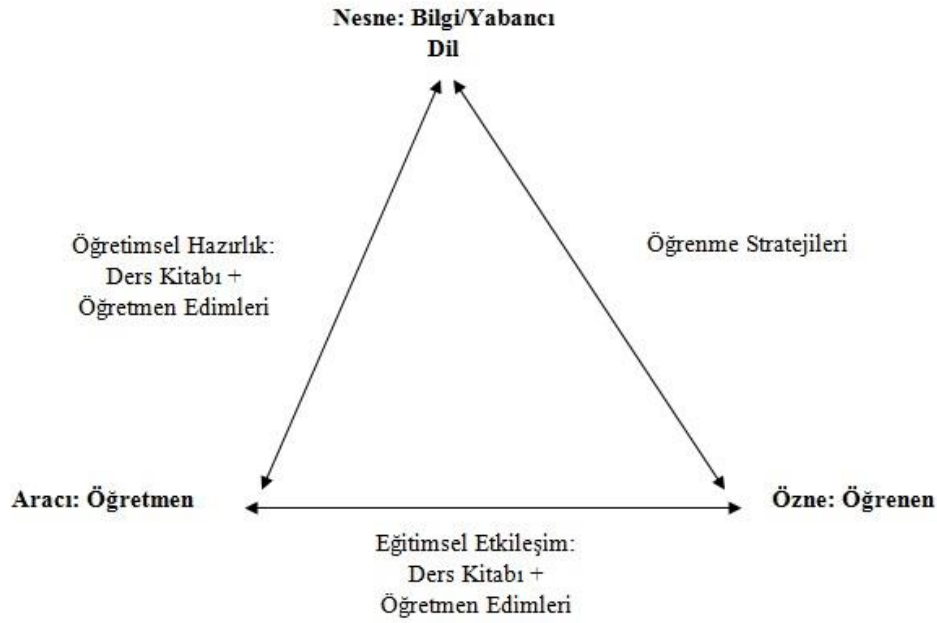 Nesne: Bilgi/Yabancı
Dil
Öğretimsel Hazırlık:
Ders Kitabı +
Öğretmen Edimleri
Öğrenme Stratejileri
Aracı: Öğretmen
Özne: Öğrenen
Eğitimsel Etkileşim:
Ders Kitabı +
Öğretmen Edimleri